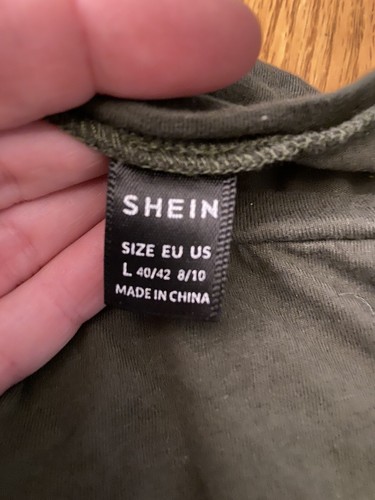 SHEIN
SIZE EU US
L 40/42 8/10
MADE IN CHINA